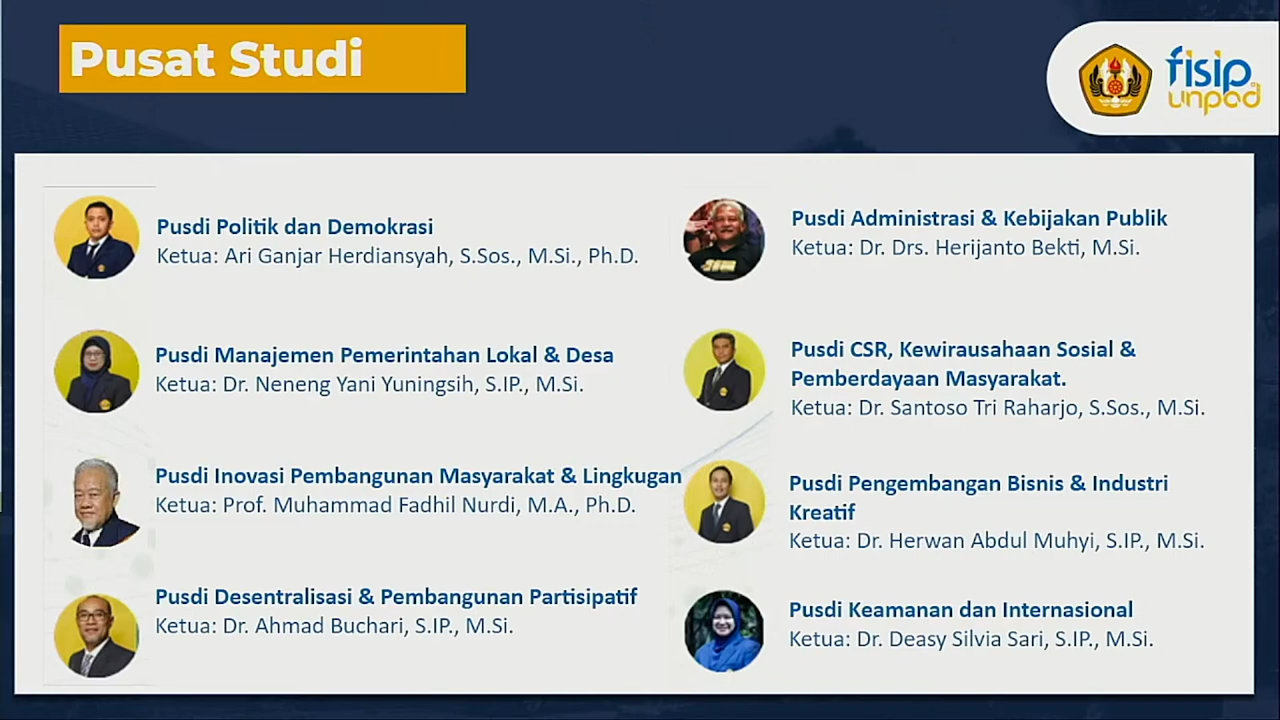 Pusat Studi
fisip
unpad
Pusdi Politik dan Demokrasi
Ketua: Ari Ganjar Herdiansyah, S.Sos., M.Si., Ph.D.
Pusdi Manajemen Pemerintahan Lokal & Desa
Ketua: Dr. Neneng Yani Yuningsih, S.IP., M.Si.
Pusdi Inovasi Pembangunan Masyarakat & Lingkugan
Ketua: Prof. Muhammad Fadhil Nurdi, M.A., Ph.D.
Pusdi Desentralisasi & Pembangunan Partisipatif
Ketua: Dr. Ahmad Buchari, S.IP., M.Si.
Pusdi Administrasi & Kebijakan Publik
Ketua: Dr. Drs. Herijanto Bekti, M.Si.
Pusdi CSR, Kewirausahaan Sosial &
Pemberdayaan Masyarakat.
Ketua: Dr. Santoso Tri Raharjo, S.Sos., M.Si.
Pusdi Pengembangan Bisnis & Industri
Kreatif
Ketua: Dr. Herwan Abdul Muhyi, S.IP., M.Si.
Pusdi Keamanan dan Internasional
Ketua: Dr. Deasy Silvia Sari, S.IP., M.Si.